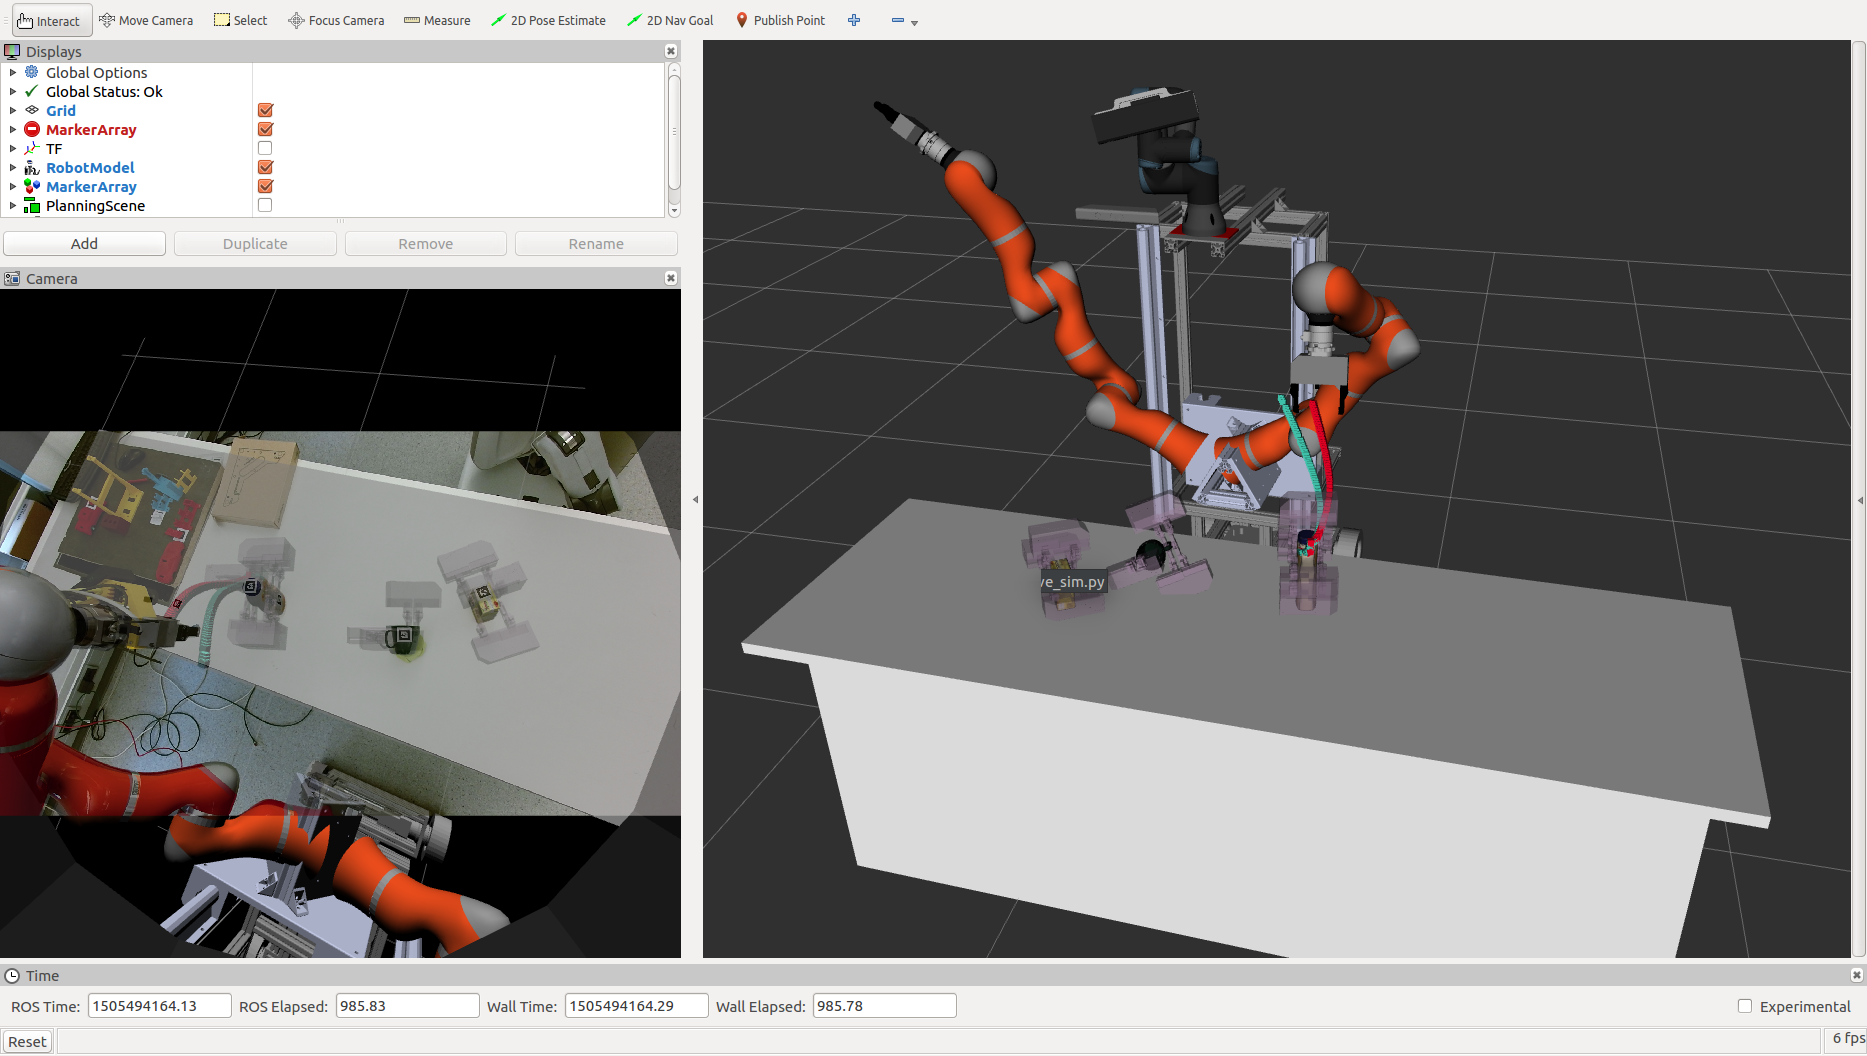 Interact Move Camera Select Focus Camera Measure 2D Pose Estimate 2D Nav Goal Publish Point
Displays
Global Options
Global Status: Ok
Grid
MarkerArray
TF
RobotModel
MarkerArray
PlanningScene
Add Duplicate Remove Rename
Camera
ve_sim.py
Time
ROS Time: 1505494164.13 ROS Elapsed: 985.83 Wall Time: 1505494164.29 Wall Elapsed: 985.78 Experimental
Reset 6 fps